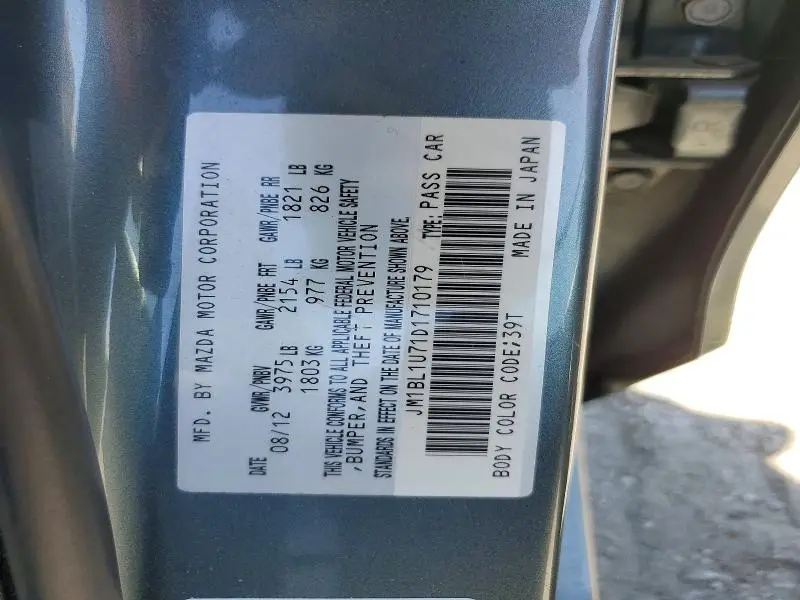 MFD. BY MAZDA MOTOR CORPORATION
DATE GVWR/PNBV GAWR/PNBE FRT GAWR/PNBE RR
08/12 3975 LB 2154 LB 1821 LB
1803 KG 977 KG 826 KG
THIS VEHICLE CONFORMS TO ALL APPLICABLE FEDERAL MOTOR VEHICLE SAFETY
,BUMPER,AND THEFT PREVENTION
STANDARDS IN EFFECT ON THE DATE OF MANUFACTURE SHOWN ABOVE.
JM1BL1U71D1710179 TYPE: PASS CAR
BODY COLOR CODE;39T MADE IN JAPAN